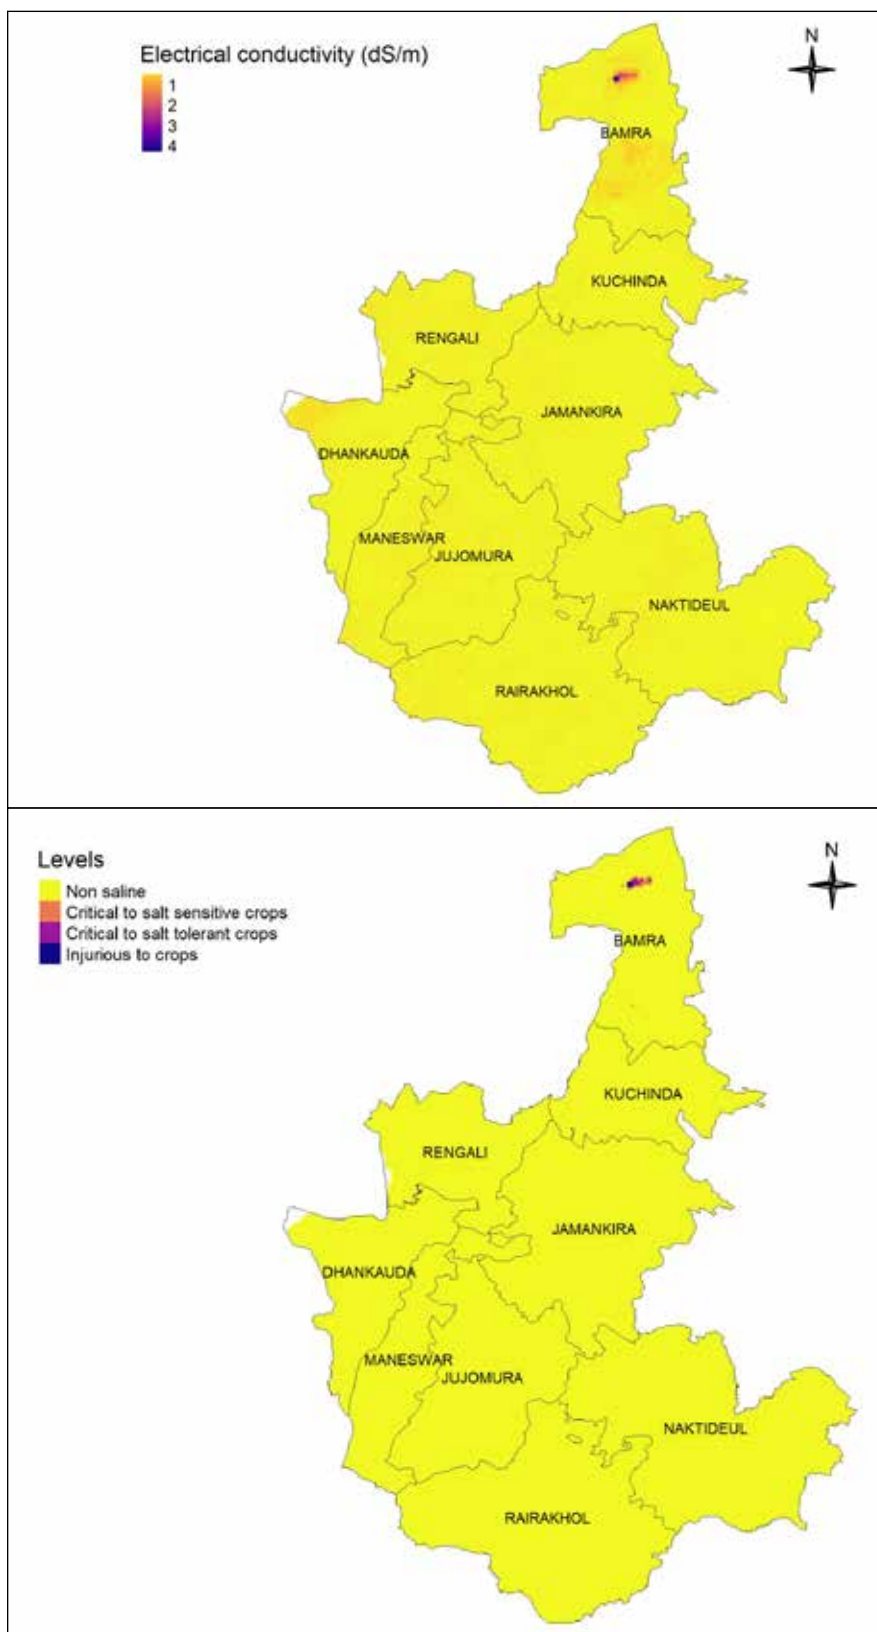 Electrical conductivity (dS/m)
1
2
3
4
N
BAMRA
KUCHINDA
RENGALI
JAMANKIRA
DHANKAUDA
MANESWAR
JUJOMURA
NAKTIDEUL
RAIRAKHOL
Levels
Non saline
Critical to salt sensitive crops
Critical to salt tolerant crops
Injurious to crops
N
BAMRA
KUCHINDA
RENGALI
JAMANKIRA
DHANKAUDA
MANESWAR
JUJOMURA
NAKTIDEUL
RAIRAKHOL